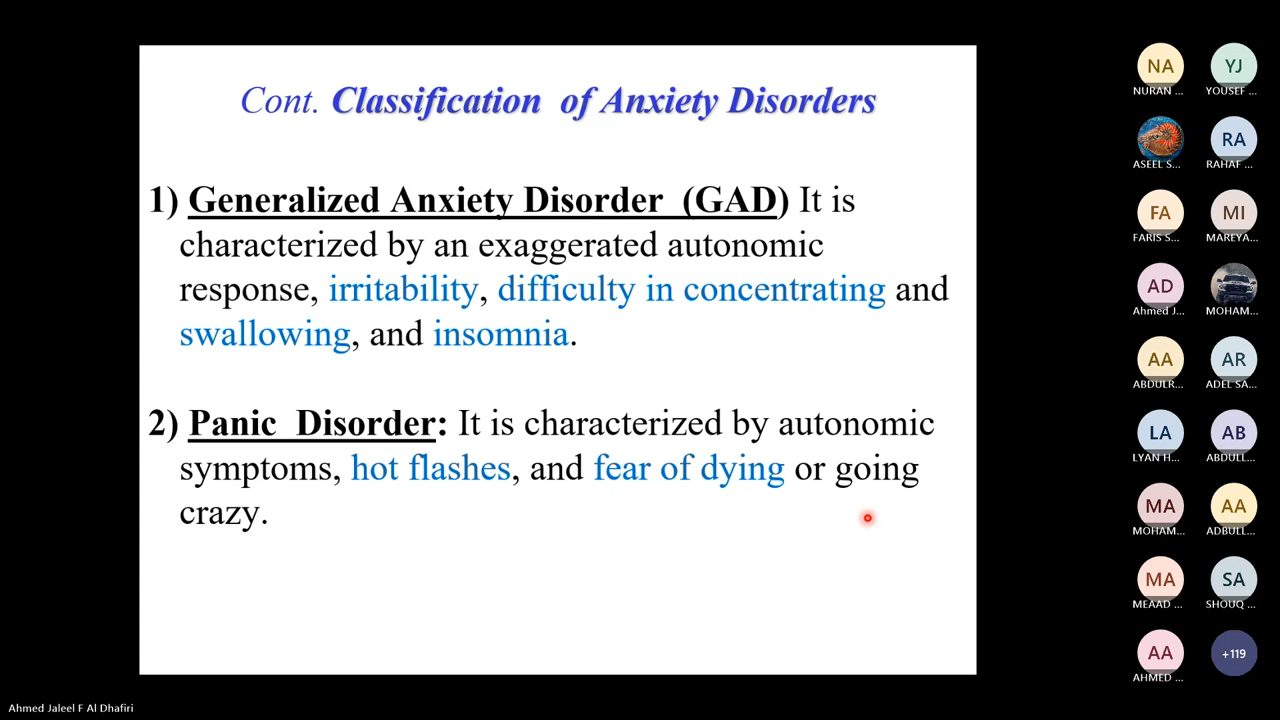 Cont. Classification of Anxiety Disorders
1) Generalized Anxiety Disorder (GAD) It is
characterized by an exaggerated autonomic
response, irritability, difficulty in concentrating and
swallowing, and insomnia.
2) Panic Disorder: It is characterized by autonomic
symptoms, hot flashes, and fear of dying or going
crazy.
NA
NURAN ...
YJ
YOUSEF ...
ASEEL S...
RA
RAHAF ...
FA
FARIS S...
MI
MAREYA...
AD
Ahmed J...
MOHAM...
AA
ABDULR...
AR
ADEL SA...
LA
LYAN H...
AB
ABDULL...
MA
MOHAM...
AA
ADBULL...
MA
MEAAD ...
SA
SHOUQ ...
AA
AHMED ...
+119
Ahmed Jaleel F Al Dhafiri